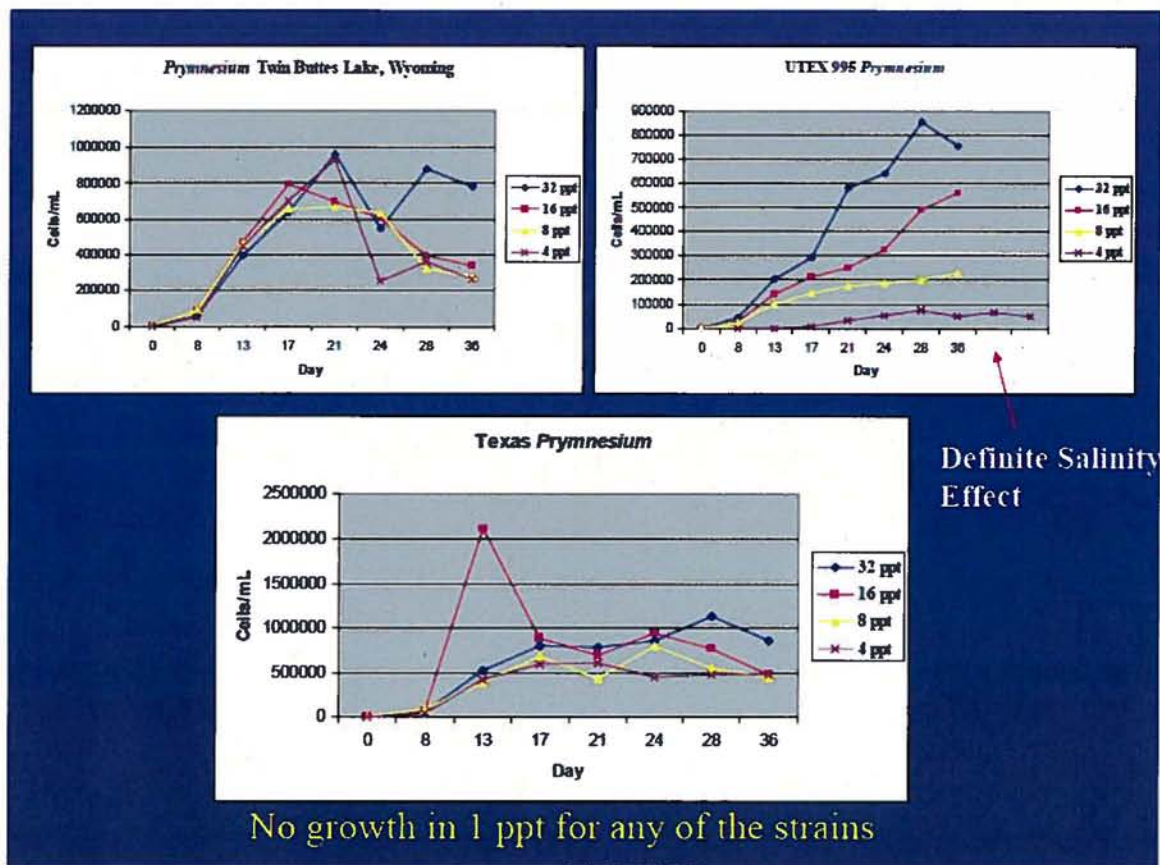 Prymnesium Twin Buttes Lake, Wyoming
1200000
1000000
800000
600000
400000
200000
0
Cells/mL
0 8 13 17 21 24 28 36
Day
32 ppt
16 ppt
8 ppt
4 ppt
UTEX 995 Prymnesium
900000
800000
700000
600000
500000
400000
300000
200000
100000
0
Cells/mL
0 8 13 17 21 24 28 36
Day
32 ppt
16 ppt
8 ppt
4 ppt
Definite Salinity
Effect
Texas Prymnesium
2500000
2000000
1500000
1000000
500000
0
Cells/mL
0 8 13 17 21 24 28 36
Day
32 ppt
16 ppt
8 ppt
4 ppt
No growth in 1 ppt for any of the strains